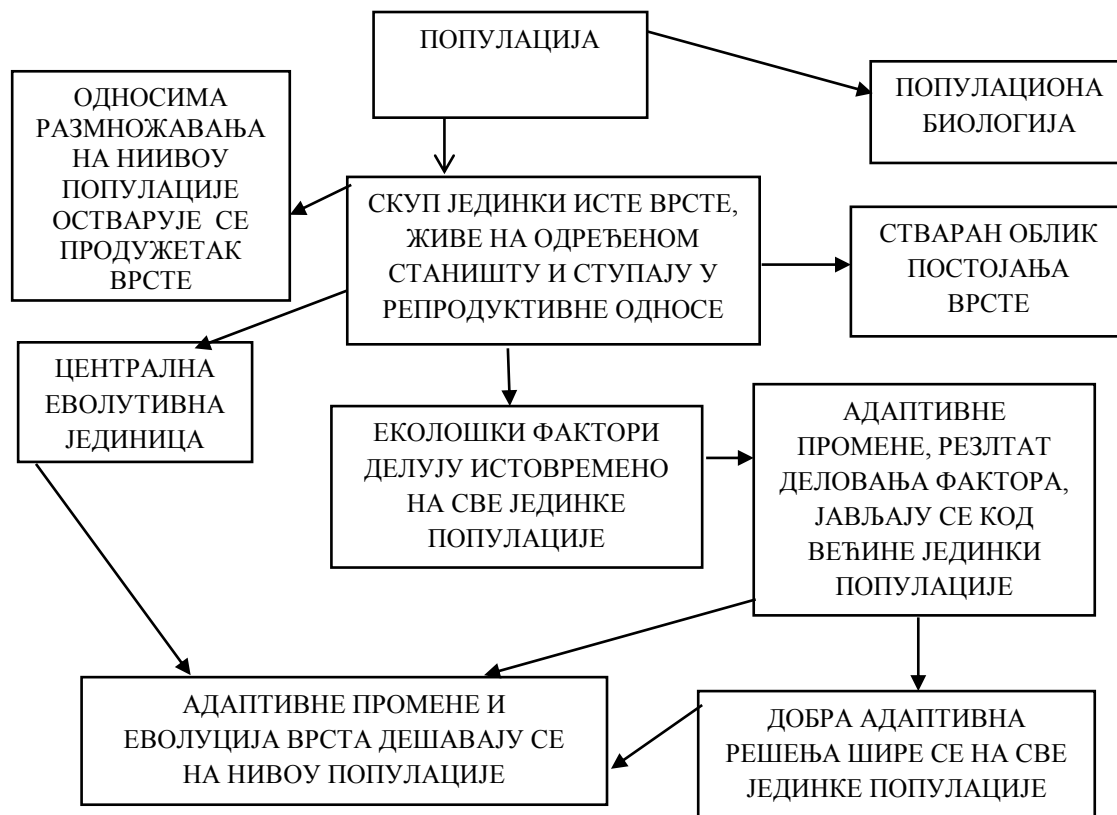 ПОПУЛАЦИЈА
ПОПУЛАЦИОНА
БИОЛОГИЈА
ОДНОСИМА
РАЗМНОЖАВАЊА
НА НИИВОУ
ПОПУЛАЦИЈЕ
ОСТВАРУЈЕ СЕ
ПРОДУЖЕТАК
ВРСТЕ
СКУП ЈЕДИНКИ ИСТЕ ВРСТЕ,
ЖИВЕ НА ОДРЕЂЕНОМ
СТАНИШТУ И СТУПАЈУ У
РЕПРОДУКТИВНЕ ОДНОСЕ
СТВАРАН ОБЛИК
ПОСТОЈАЊА
ВРСТЕ
ЦЕНТРАЛНА
ЕВОЛУТИВНА
ЈЕДИНИЦА
ЕКОЛОШКИ ФАКТОРИ
ДЕЛУЈУ ИСТОВРЕМЕНО
НА СВЕ ЈЕДИНКЕ
ПОПУЛАЦИЈЕ
АДАПТИВНЕ
ПРОМЕНЕ, РЕЗЛТАТ
ДЕЛОВАЊА ФАКТОРА,
ЈАВЉАЈУ СЕ КОД
ВЕЋИНЕ ЈЕДИНКИ
ПОПУЛАЦИЈЕ
АДАПТИВНЕ ПРОМЕНЕ И
ЕВОЛУЦИЈА ВРСТА ДЕШАВАЈУ СЕ
НА НИВОУ ПОПУЛАЦИЈЕ
ДОБРА АДАПТИВНА
РЕШЕЊА ШИРЕ СЕ НА СВЕ
ЈЕДИНКЕ ПОПУЛАЦИЈЕ